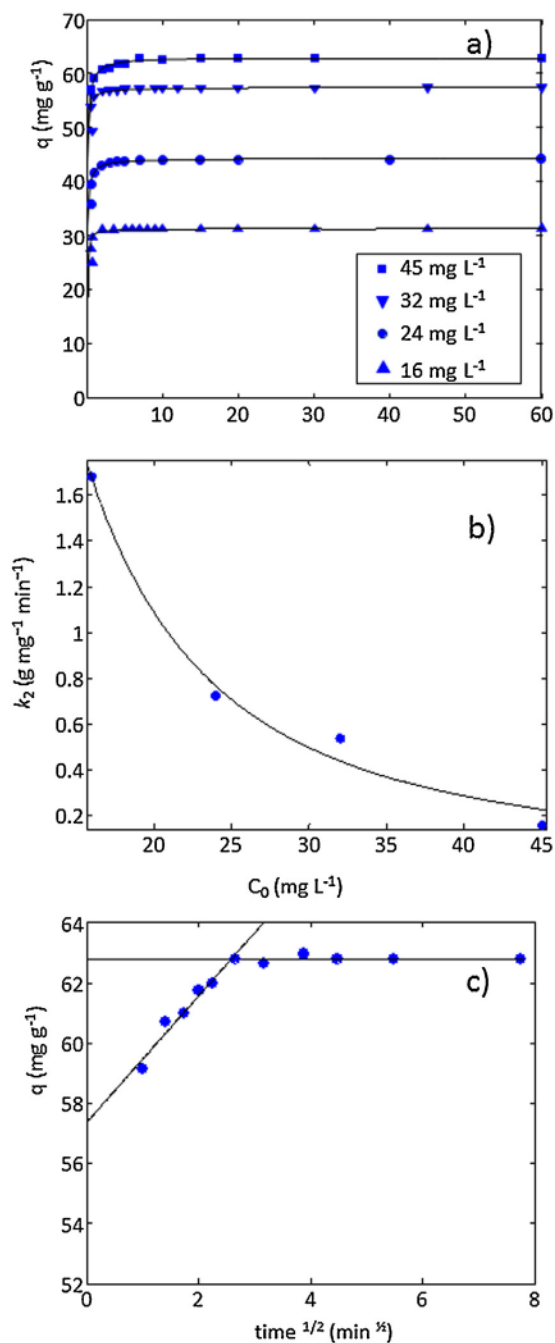 a)
70
60
50
40
30
20
10
0
q (mg g⁻¹)
45 mg L⁻¹
32 mg L⁻¹
24 mg L⁻¹
16 mg L⁻¹
10 20 30 40 50 60
b)
1.6
1.4
1.2
1
0.8
0.6
0.4
0.2
k₂ (g mg⁻¹ min⁻¹)
20 25 30 35 40 45
C₀ (mg L⁻¹)
c)
64
62
60
58
56
54
52
q (mg g⁻¹)
0 2 4 6 8
time ¹/² (min ½)